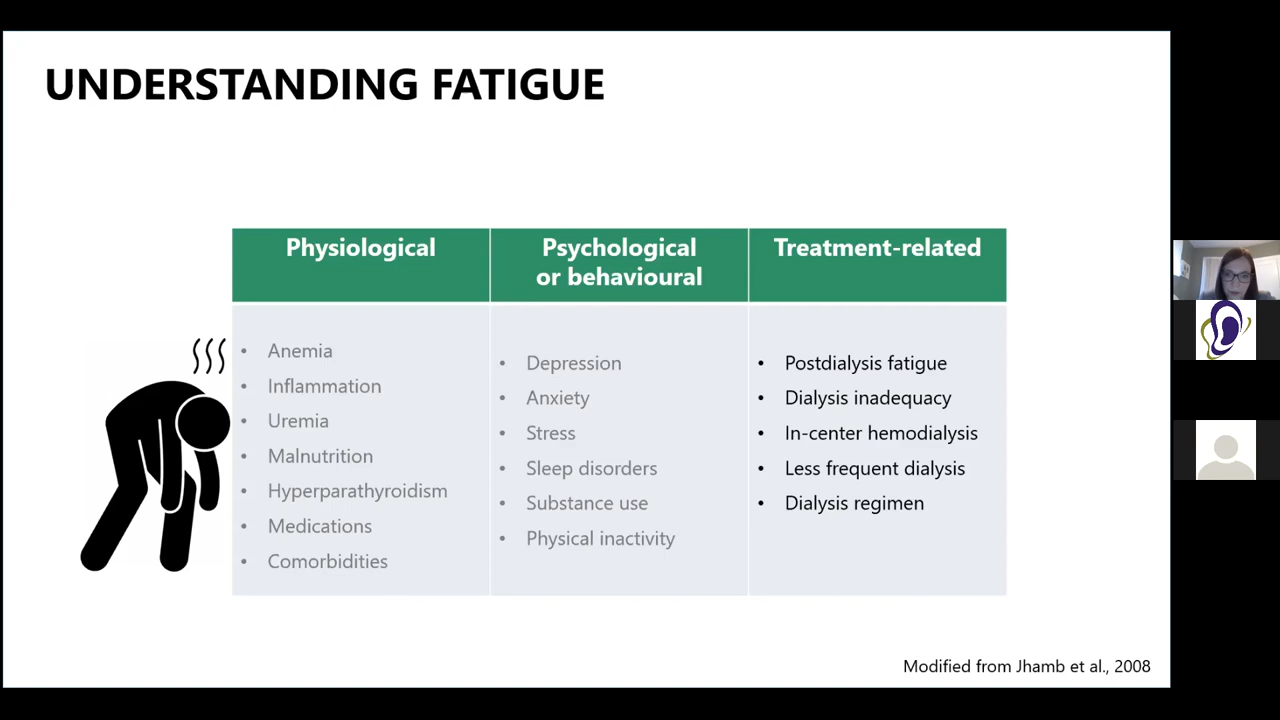 UNDERSTANDING FATIGUE
Physiological
Psychological
or behavioural
Treatment-related
• Anemia
• Inflammation
• Uremia
• Malnutrition
• Hyperparathyroidism
• Medications
• Comorbidities
• Depression
• Anxiety
• Stress
• Sleep disorders
• Substance use
• Physical inactivity
• Postdialysis fatigue
• Dialysis inadequacy
• In-center hemodialysis
• Less frequent dialysis
• Dialysis regimen
Modified from Jhamb et al., 2008